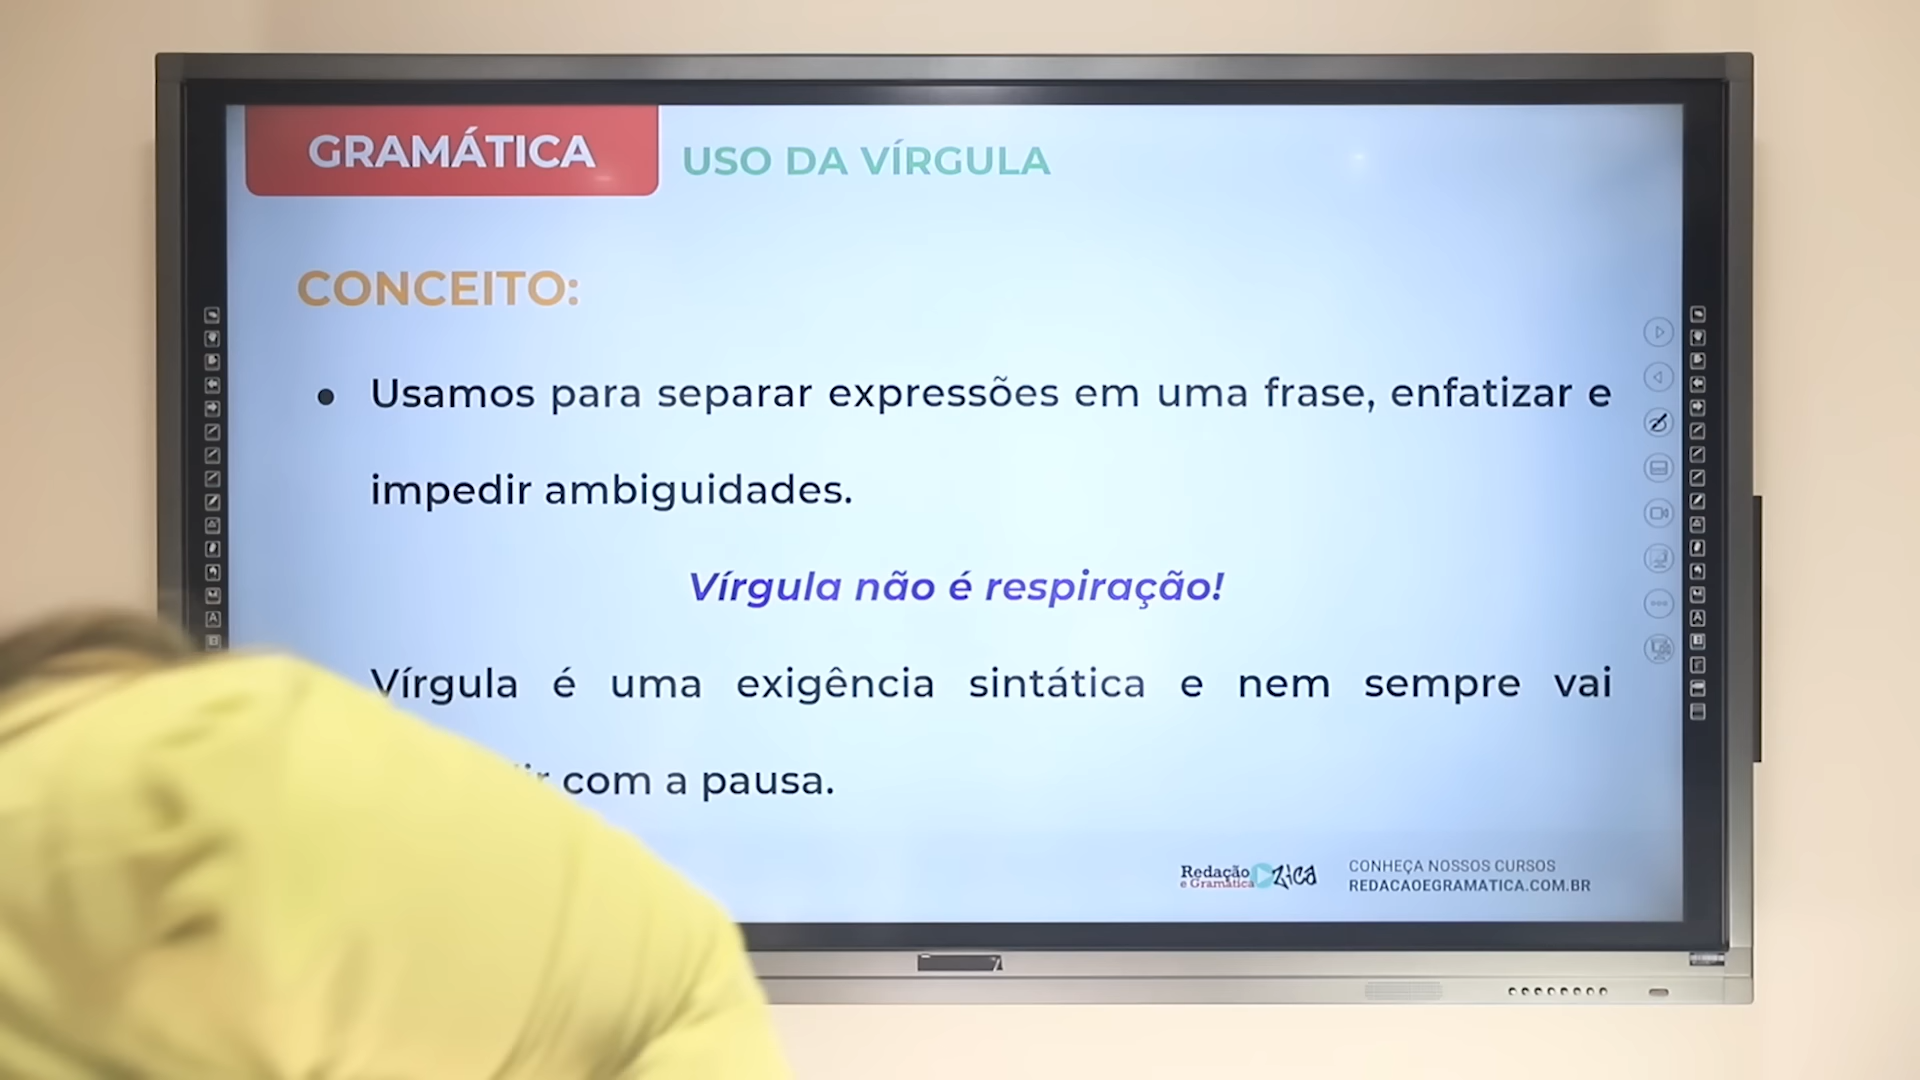 GRAMÁTICA
USO DA VÍRGULA
CONCEITO:
• Usamos para separar expressões em uma frase, enfatizar e
impedir ambiguidades.
Vírgula não é respiração!
Vírgula é uma exigência sintática e nem sempre vai
com a pausa.
Redação
e Gramática
Zica
CONHEÇA NOSSOS CURSOS
REDACAOEGRAMATICA.COM.BR